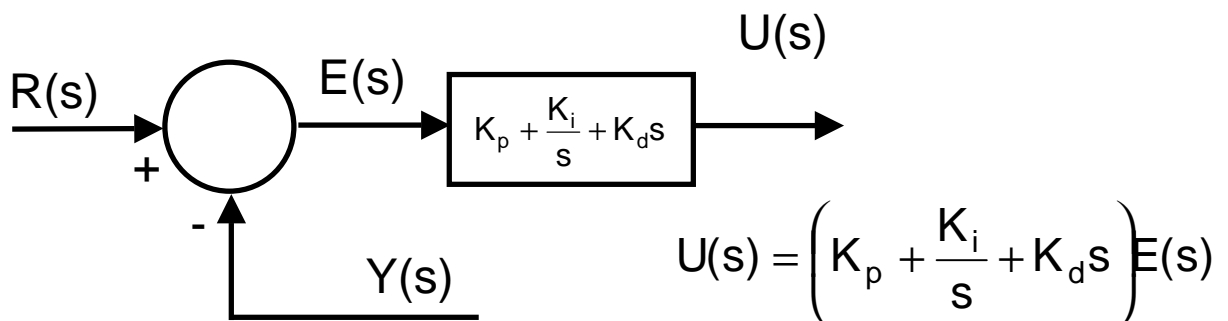 U(s)
R(s)
E(s)
K_p + K_i/s + K_d s
+
-
Y(s)
U(s) = (K_p + K_i/s + K_d s) E(s)